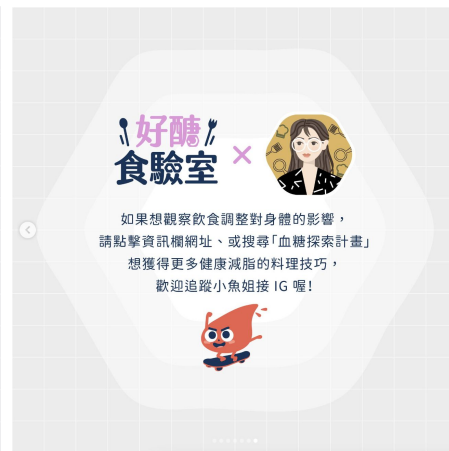 好醣
食驗室
如果想觀察飲食調整對身體的影響，
請點擊資訊欄網址、或搜尋「血糖探索計畫」
想獲得更多健康減脂的料理技巧，
歡迎追蹤小魚姐接 IG 喔！